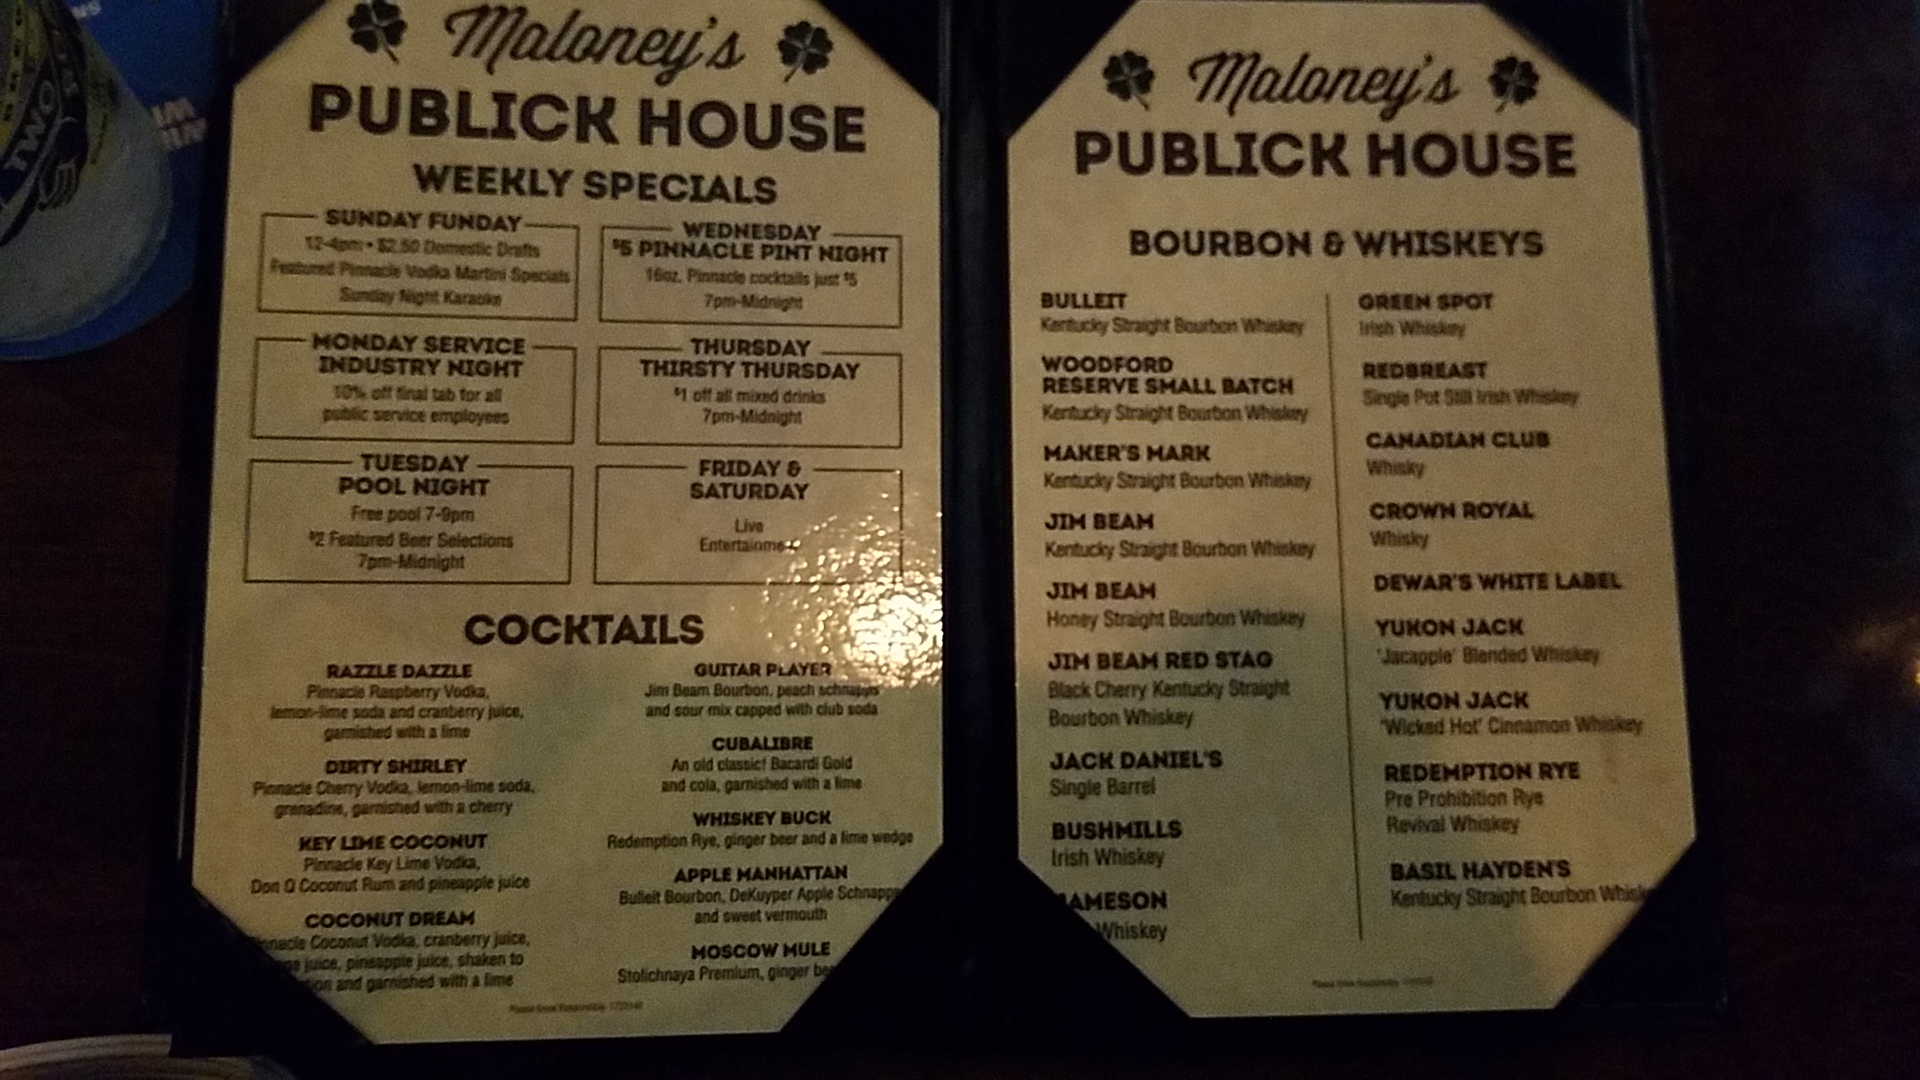 Maloney's
PUBLICK HOUSE
WEEKLY SPECIALS
SUNDAY FUNDAY
12-4pm • $2.50 Domestic Drafts
Featured Pinnacle Vodka Martini Specials
Sunday Night Karaoke
MONDAY SERVICE
INDUSTRY NIGHT
10% off final tab for all
public service employees
TUESDAY
POOL NIGHT
Free pool 7-9pm
$2 Featured Beer Selections
7pm-Midnight
WEDNESDAY
$5 PINNACLE PINT NIGHT
16oz. Pinnacle cocktails just $5
7pm-Midnight
THURSDAY
THIRSTY THURSDAY
$1 off all mixed drinks
7pm-Midnight
FRIDAY &
SATURDAY
Live
Entertainment
COCKTAILS
RAZZLE DAZZLE
Pinnacle Raspberry Vodka,
lemon-lime soda and cranberry juice,
garnished with a lime
DIRTY SHIRLEY
Pinnacle Cherry Vodka, lemon-lime soda,
grenadine, garnished with a cherry
KEY LIME COCONUT
Pinnacle Key Lime Vodka,
Don Q Coconut Rum and pineapple juice
COCONUT DREAM
Coconut Vodka, cranberry juice,
juice, pineapple juice, shaken to
and garnished with a lime
GUITAR PLAYER
Jim Beam Bourbon, peach schnapps
and sour mix capped with club soda
CUBALIBRE
An old classic! Bacardi Gold
and cola, garnished with a lime
WHISKEY BUCK
Redemption Rye, ginger beer and a lime wedge
APPLE MANHATTAN
Bulleit Bourbon, DeKuyper Apple Schnapps
and sweet vermouth
MOSCOW MULE
Stolichnaya Premium, ginger
Maloney's
PUBLICK HOUSE
BOURBON & WHISKEYS
BULLEIT
Kentucky Straight Bourbon Whiskey
WOODFORD
RESERVE SMALL BATCH
Kentucky Straight Bourbon Whiskey
MAKER'S MARK
Kentucky Straight Bourbon Whiskey
JIM BEAM
Kentucky Straight Bourbon Whiskey
JIM BEAM
Honey Straight Bourbon Whiskey
JIM BEAM RED STAG
Black Cherry Kentucky Straight
Bourbon Whiskey
JACK DANIEL'S
Single Barrel
BUSHMILLS
Irish Whiskey
JAMESON
Whiskey
GREEN SPOT
Irish Whiskey
REDBREAST
Single Pot Still Irish Whiskey
CANADIAN CLUB
Whisky
CROWN ROYAL
Whisky
DEWAR'S WHITE LABEL
YUKON JACK
'Jacapple' Blended Whiskey
YUKON JACK
'Wicked Hot' Cinnamon Whiskey
REDEMPTION RYE
Pre Prohibition Rye
Revival Whiskey
BASIL HAYDEN'S
Kentucky Straight Bourbon
TWO